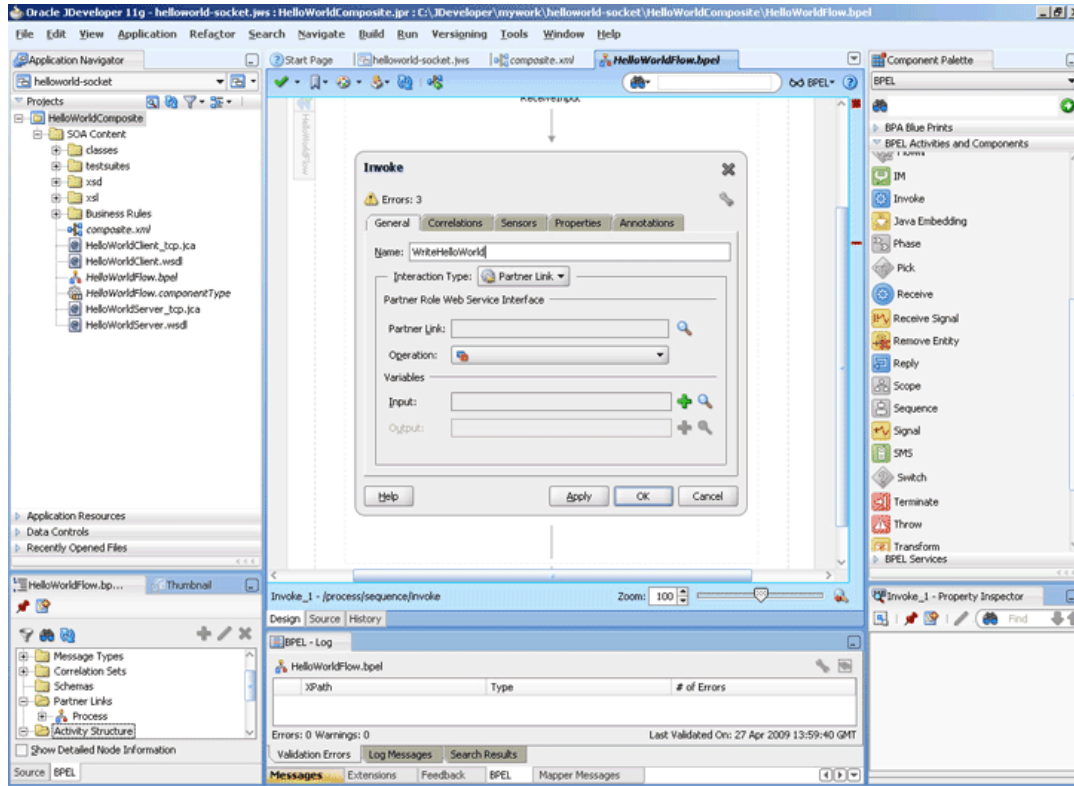 Oracle JDeveloper 11g - helloworld-socket.jws : HelloWorldComposite.jpr : C:\JDeveloper\mywork\helloworld-socket\HelloWorldComposite\HelloWorldFlow.bpel
File Edit View Application Refactor Search Navigate Build Run Versioning Tools Window Help
Application Navigator
helloworld-socket
Projects
HelloWorldComposite
SOA Content
classes
testsuites
xsd
xsl
Business Rules
composite.xml
HelloWorldClient_tcp.jca
HelloWorldClient.wsdl
HelloWorldFlow.bpel
HelloWorldFlow.componentType
HelloWorldServer_tcp.jca
HelloWorldServer.wsdl
Application Resources
Data Controls
Recently Opened Files
HelloWorldFlow.bp... Thumbnail
Message Types
Correlation Sets
Schemas
Partner Links
Process
Activity Structure
Show Detailed Node Information
Source BPEL
Start Page helloworld-socket.jws composite.xml HelloWorldFlow.bpel
BPEL
HelloWorldFlow
ReceiveInput
Invoke
Errors: 3
General Correlations Sensors Properties Annotations
Name: WriteHelloWorld
Interaction Type: Partner Link
Partner Role Web Service Interface
Partner Link:
Operation:
Variables
Input:
Output:
Help Apply OK Cancel
Invoke_1 - /process/sequence/invoke Zoom: 100
Design Source History
BPEL - Log
HelloWorldFlow.bpel
XPath Type # of Errors
Errors: 0 Warnings: 0 Last Validated On: 27 Apr 2009 13:59:40 GMT
Validation Errors Log Messages Search Results
Messages Extensions Feedback BPEL Mapper Messages
Component Palette
BPEL
BPA Blue Prints
BPEL Activities and Components
IM
Invoke
Java Embedding
Phase
Pick
Receive
Receive Signal
Remove Entity
Reply
Scope
Sequence
Signal
SMS
Switch
Terminate
Throw
Transform
BPEL Services
Invoke_1 - Property Inspector
Find